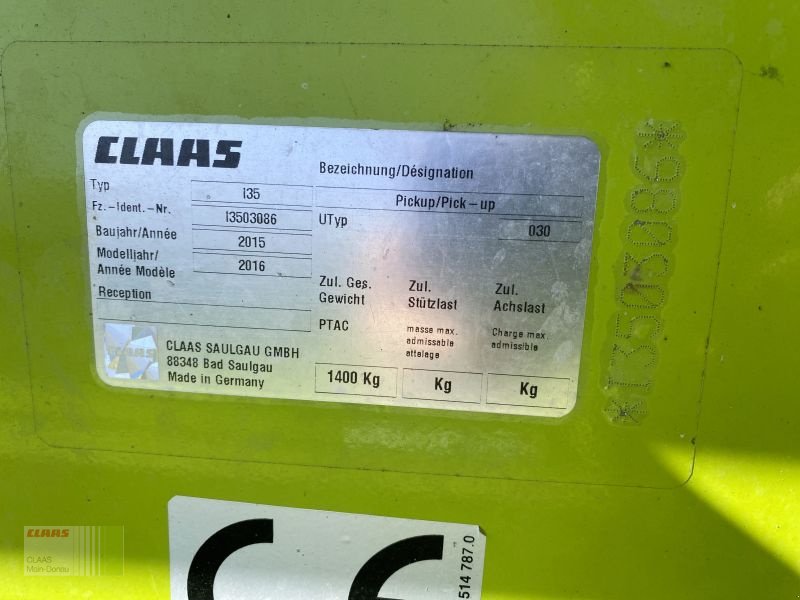 CLAAS
Bezeichnung/Désignation
Typ I35
Pickup/Pick-up
Fz.-Ident.-Nr. I3503086
UTyp 030
Baujahr/Année 2015
Modelljahr/
Année Modèle 2016
Reception
Zul. Ges.
Gewicht
PTAC
1400 Kg
Zul.
Stützlast
masse max.
admissable
attelage
Kg
Zul.
Achslast
Charge max.
admissible
Kg
CLAAS
CLAAS SAULGAU GMBH
88348 Bad Saulgau
Made in Germany
*I3503086*
CE
514 787.0
CLAAS
CLAAS
Main-Donau